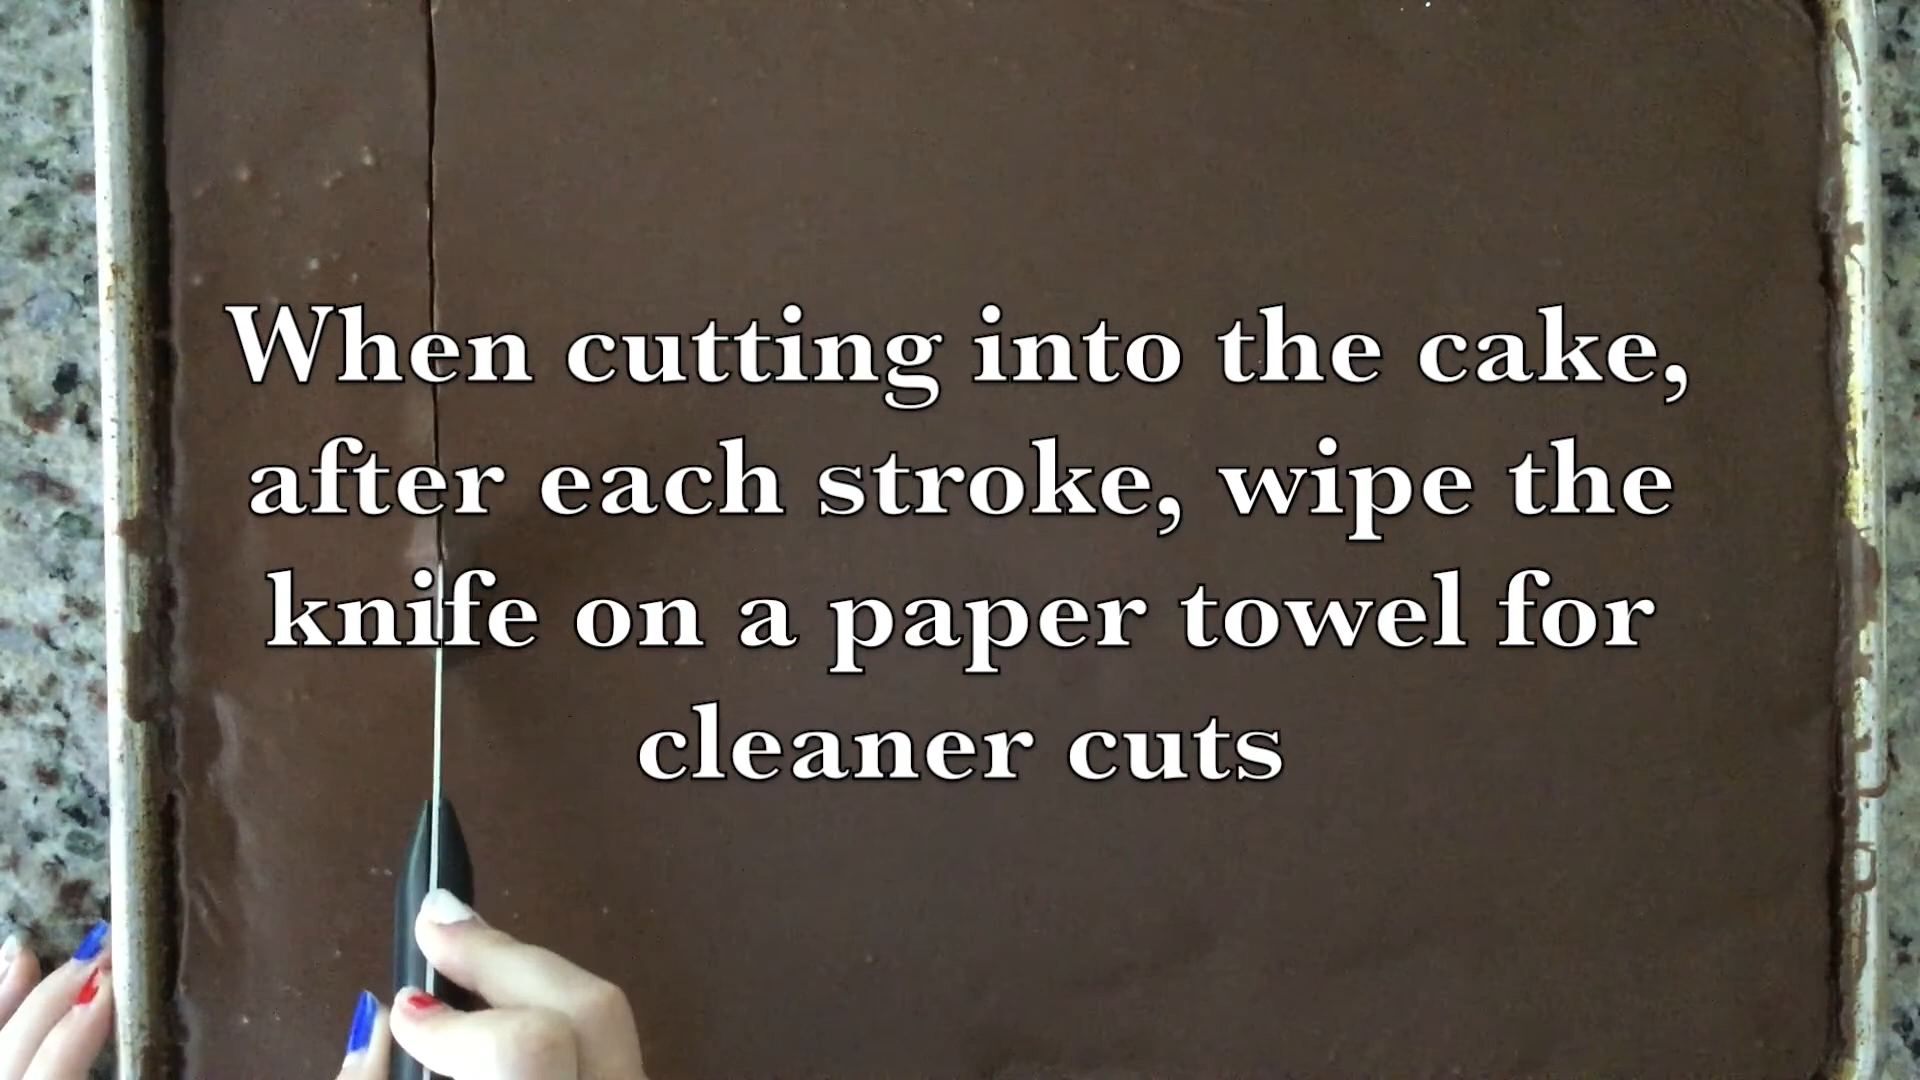 When cutting into the cake,
after each stroke, wipe the
knife on a paper towel for
cleaner cuts